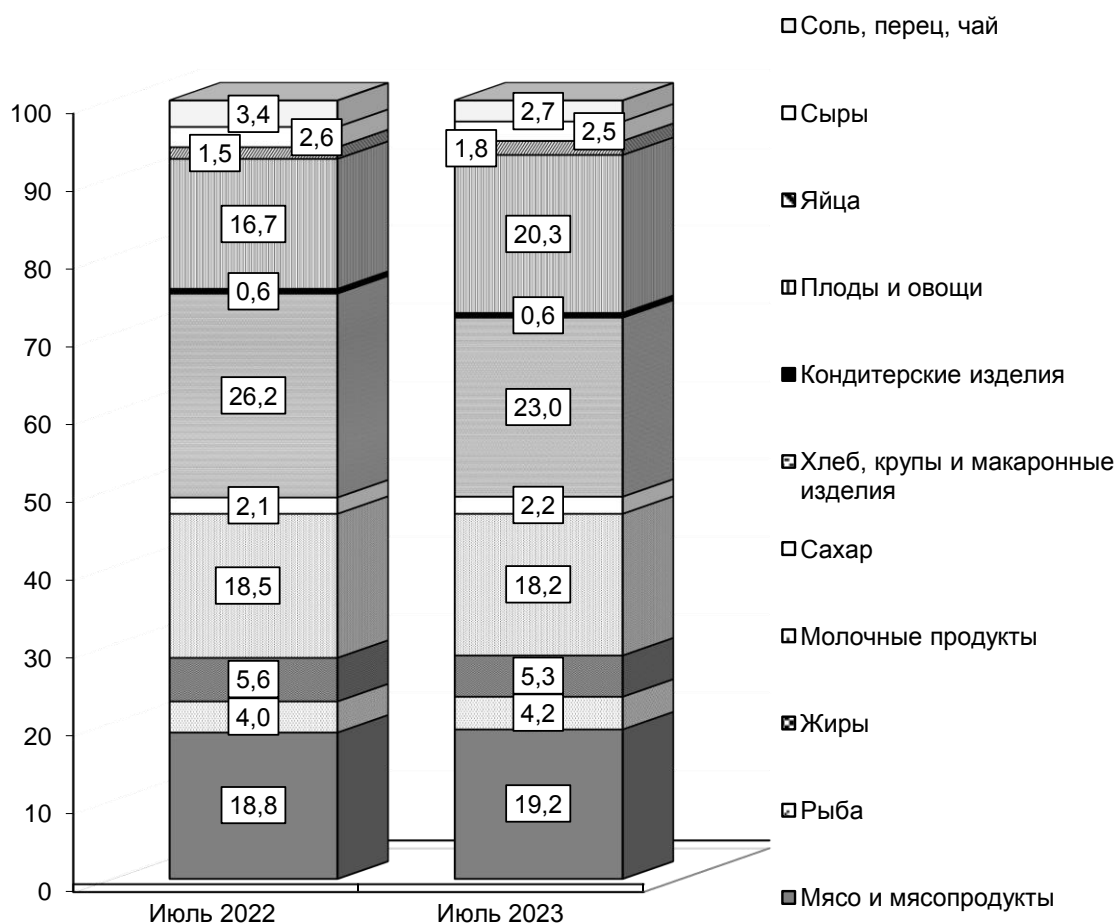 Соль, перец, чай
Сыры
Яйца
Плоды и овощи
Кондитерские изделия
Хлеб, крупы и макаронные
изделия
Сахар
Молочные продукты
Жиры
Рыба
Мясо и мясопродукты
100
90
80
70
60
50
40
30
20
10
0
3,4
2,6
1,5
16,7
0,6
26,2
2,1
18,5
5,6
4,0
18,8
2,7
2,5
1,8
20,3
0,6
23,0
2,2
18,2
5,3
4,2
19,2
Июль 2022
Июль 2023